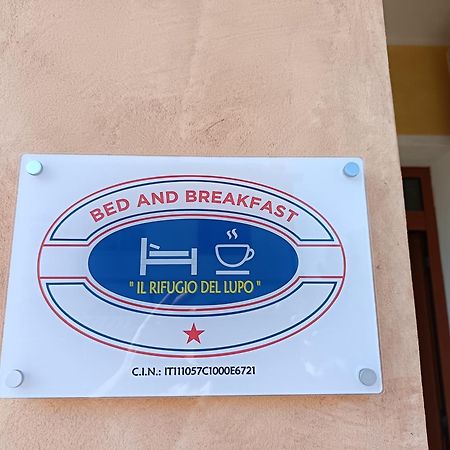 BED AND BREAKFAST
" IL RIFUGIO DEL LUPO "
C.I.N.: IT111057C1000E6721